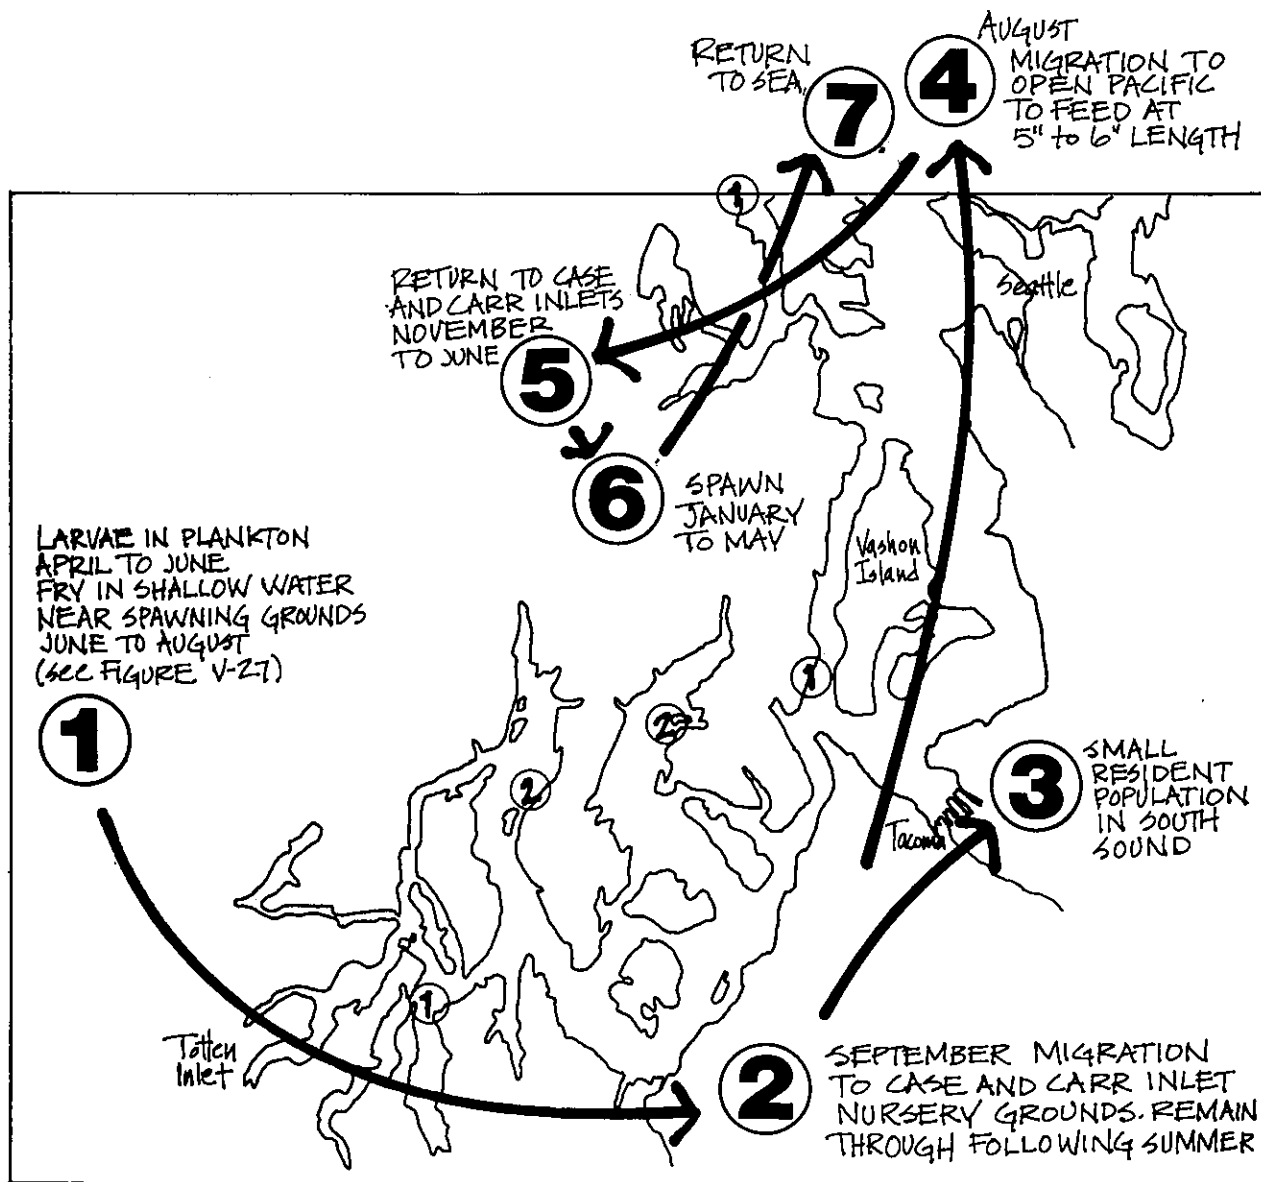 RETURN
TO SEA
7
4
AUGUST
MIGRATION TO
OPEN PACIFIC
TO FEED AT
5" to 6" LENGTH
1
Seattle
RETURN TO CASE
AND CARR INLETS
NOVEMBER
TO JUNE
5
6
SPAWN
JANUARY
TO MAY
Vashon
Island
LARVAE IN PLANKTON
APRIL TO JUNE
FRY IN SHALLOW WATER
NEAR SPAWNING GROUNDS
JUNE TO AUGUST
(see FIGURE V-27)
1
1
2
2
3
SMALL
RESIDENT
POPULATION
IN SOUTH
SOUND
Tacoma
1
Totten
Inlet
2
SEPTEMBER MIGRATION
TO CASE AND CARR INLET
NURSERY GROUNDS. REMAIN
THROUGH FOLLOWING SUMMER